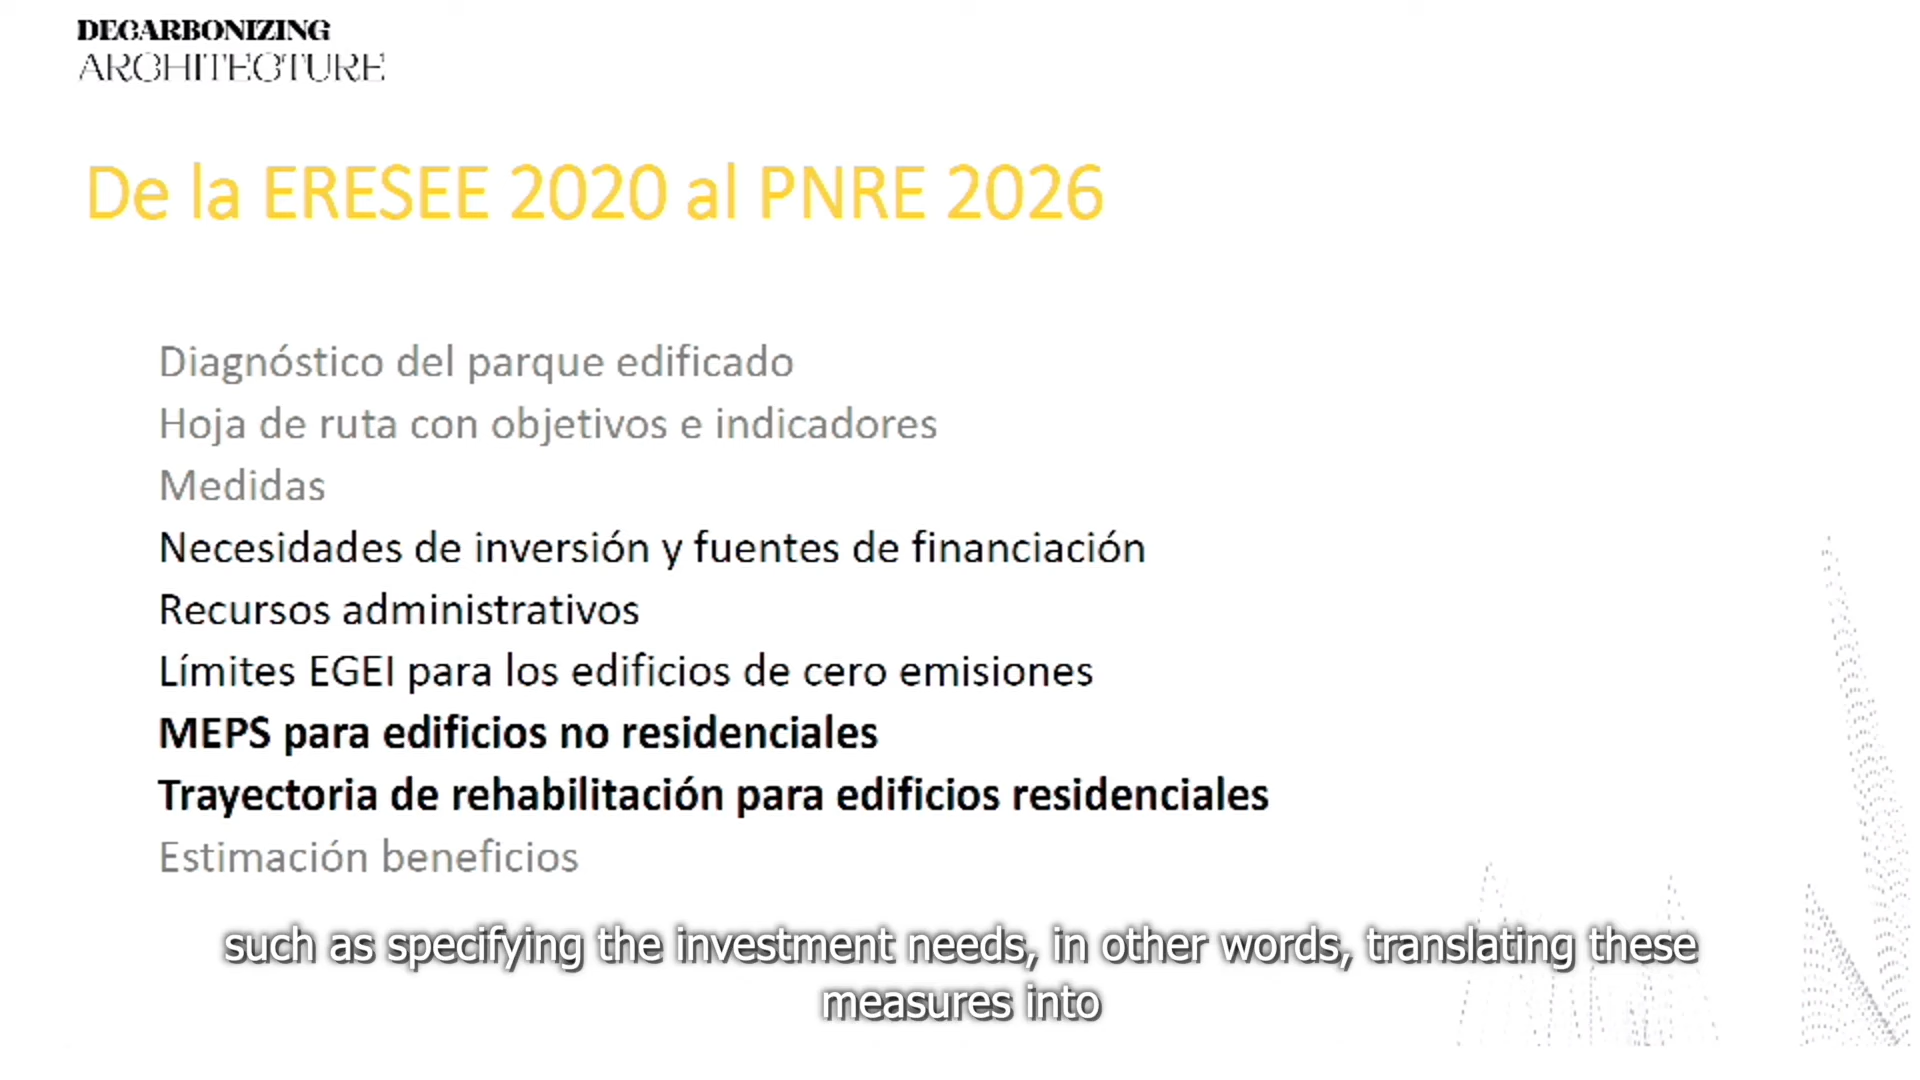 DECARBONIZING
ARCHITECTURE
De la ERESEE 2020 al PNRE 2026
Diagnóstico del parque edificado
Hoja de ruta con objetivos e indicadores
Medidas
Necesidades de inversión y fuentes de financiación
Recursos administrativos
Límites EGEI para los edificios de cero emisiones
MEPS para edificios no residenciales
Trayectoria de rehabilitación para edificios residenciales
Estimación beneficios
such as specifying the investment needs, in other words, translating these
measures into